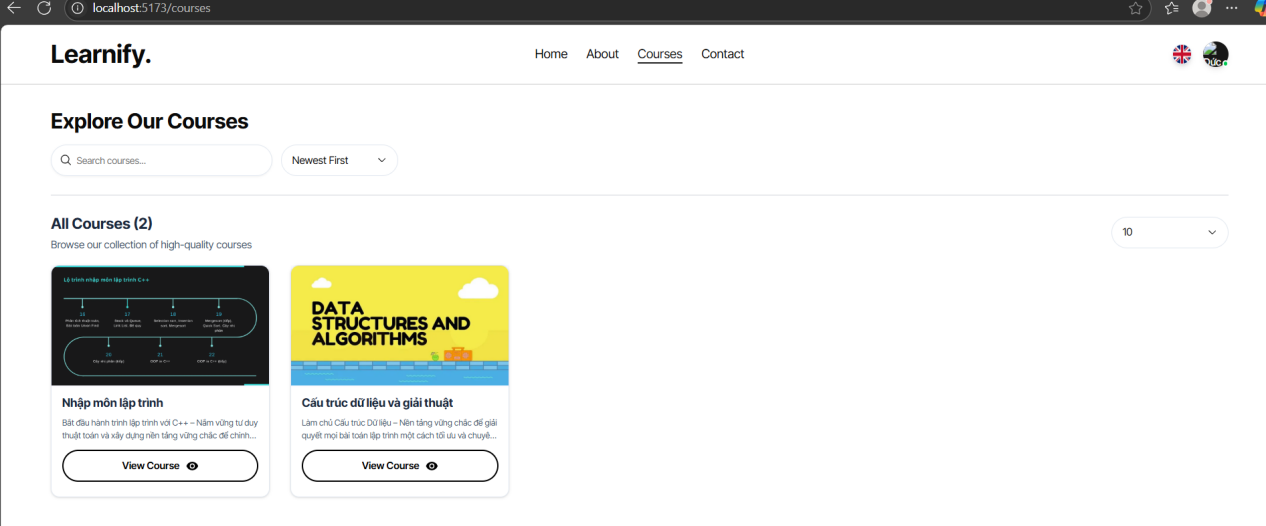 localhost:5173/courses
Learnify.
Home About Courses Contact
Đức
Explore Our Courses
Search courses...
Newest First
All Courses (2)
10
Browse our collection of high-quality courses
Lộ trình nhập môn lập trình C++
16 17 18 19
20 21 22
OOP in C++
DATA
STRUCTURES AND
ALGORITHMS
Nhập môn lập trình
Bắt đầu hành trình lập trình với C++ – Nắm vững tư duy
thuật toán và xây dựng nền tảng vững chắc để chinh...
View Course
Cấu trúc dữ liệu và giải thuật
Làm chủ Cấu trúc Dữ liệu – Nền tảng vững chắc để giải
quyết mọi bài toán lập trình một cách tối ưu và chuyê...
View Course